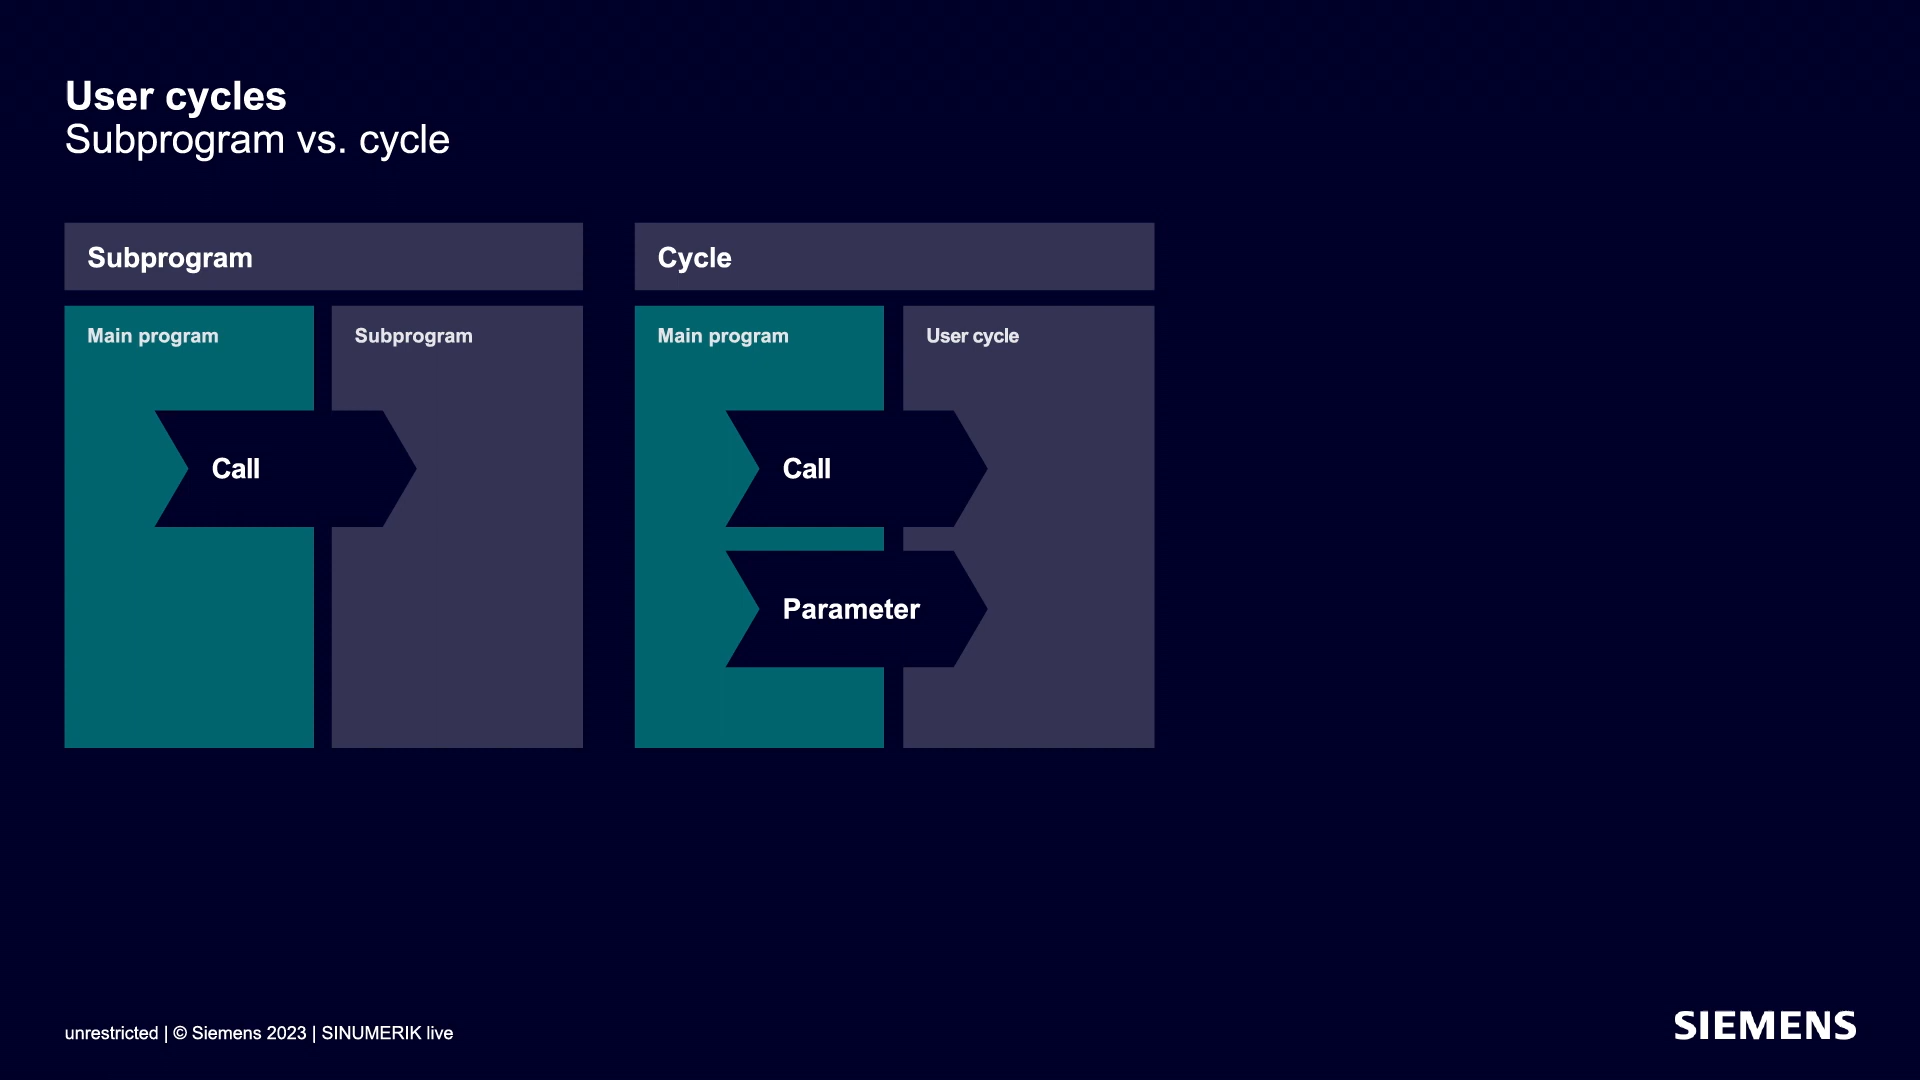 User cycles
Subprogram vs. cycle
Subprogram
Main program
Subprogram
Call
Cycle
Main program
User cycle
Call
Parameter
unrestricted | © Siemens 2023 | SINUMERIK live
SIEMENS